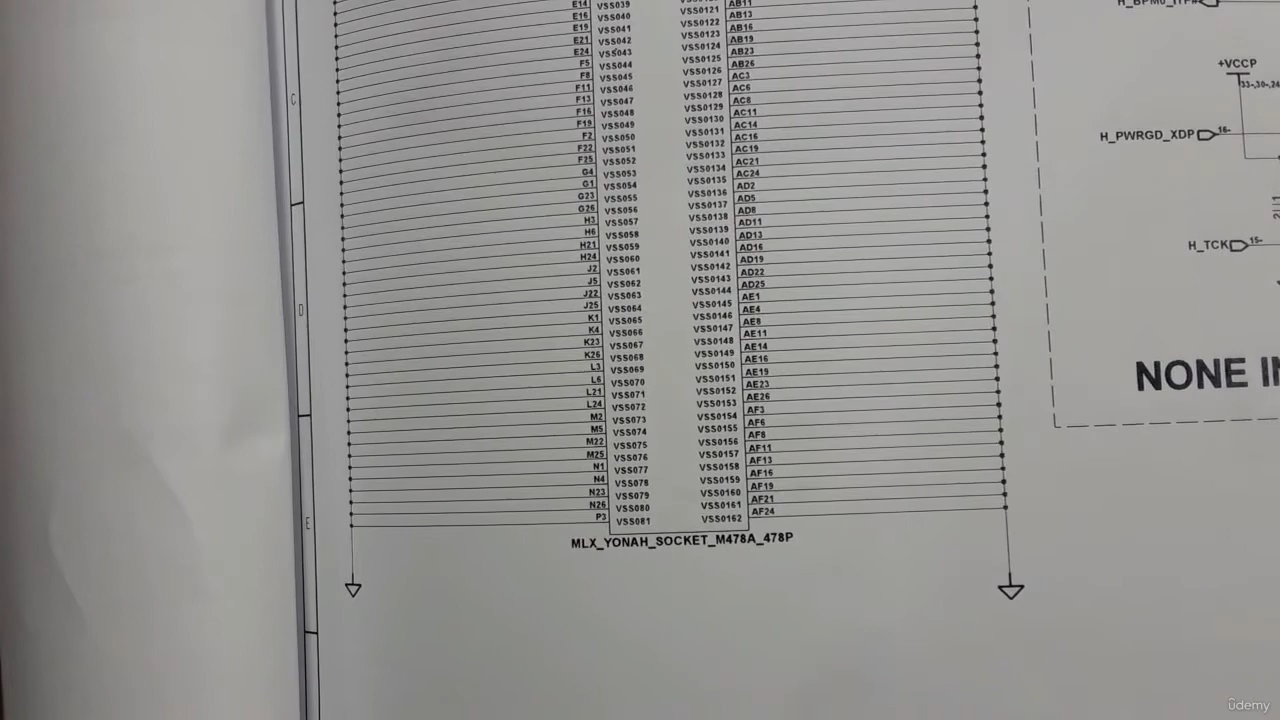 E14 VSS039
E16 VSS040 VSS0121 AB11
E19 VSS041 VSS0122 AB13
E21 VSS042 VSS0123 AB16
E24 VSS043 VSS0124 AB19
F5 VSS044 VSS0125 AB23
F8 VSS045 VSS0126 AB26
F11 VSS046 VSS0127 AC3
F13 VSS047 VSS0128 AC6
F16 VSS048 VSS0129 AC8
F19 VSS049 VSS0130 AC11
F2 VSS050 VSS0131 AC14
F22 VSS051 VSS0132 AC16
F25 VSS052 VSS0133 AC19
G4 VSS053 VSS0134 AC21
G1 VSS054 VSS0135 AC24
G23 VSS055 VSS0136 AD2
G26 VSS056 VSS0137 AD5
H3 VSS057 VSS0138 AD8
H6 VSS058 VSS0139 AD11
H21 VSS059 VSS0140 AD13
H24 VSS060 VSS0141 AD16
J2 VSS061 VSS0142 AD19
J5 VSS062 VSS0143 AD22
J22 VSS063 VSS0144 AD25
J25 VSS064 VSS0145 AE1
K1 VSS065 VSS0146 AE4
K4 VSS066 VSS0147 AE8
K23 VSS067 VSS0148 AE11
K26 VSS068 VSS0149 AE14
L3 VSS069 VSS0150 AE16
L6 VSS070 VSS0151 AE19
L21 VSS071 VSS0152 AE23
L24 VSS072 VSS0153 AE26
M2 VSS073 VSS0154 AF3
M5 VSS074 VSS0155 AF6
M22 VSS075 VSS0156 AF8
M25 VSS076 VSS0157 AF11
N1 VSS077 VSS0158 AF13
N4 VSS078 VSS0159 AF16
N23 VSS079 VSS0160 AF19
N26 VSS080 VSS0161 AF21
P3 VSS081 VSS0162 AF24
MLX_YONAH_SOCKET_M478A_478P
C
D
E
+VCCP
33-,30-,24
H_PWRGD_XDP 16-
H_TCK 15-
NONE
udemy